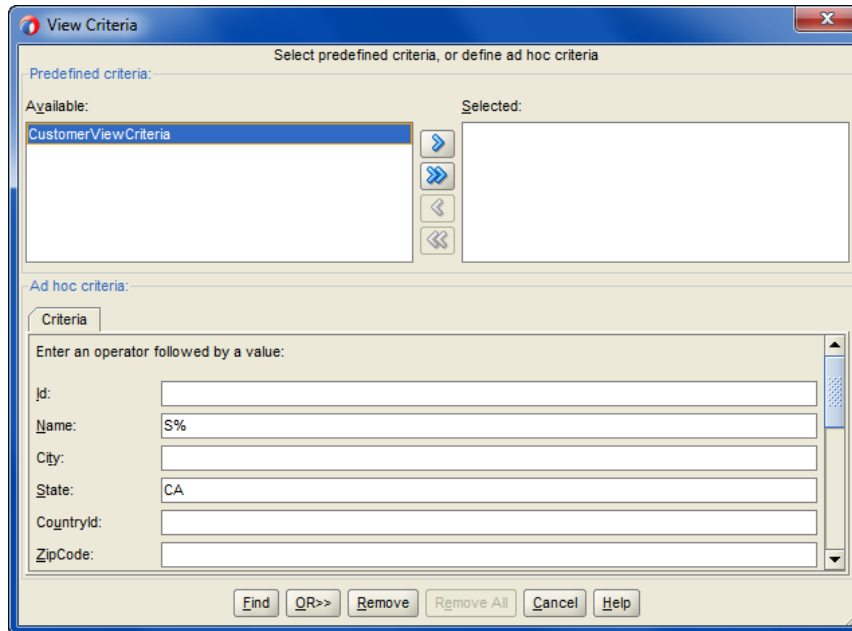 View Criteria
Select predefined criteria, or define ad hoc criteria
Predefined criteria:
Available:
Selected:
CustomerViewCriteria
Ad hoc criteria:
Criteria
Enter an operator followed by a value:
Id:
Name: S%
City:
State: CA
CountryId:
ZipCode:
Find OR>> Remove Remove All Cancel Help